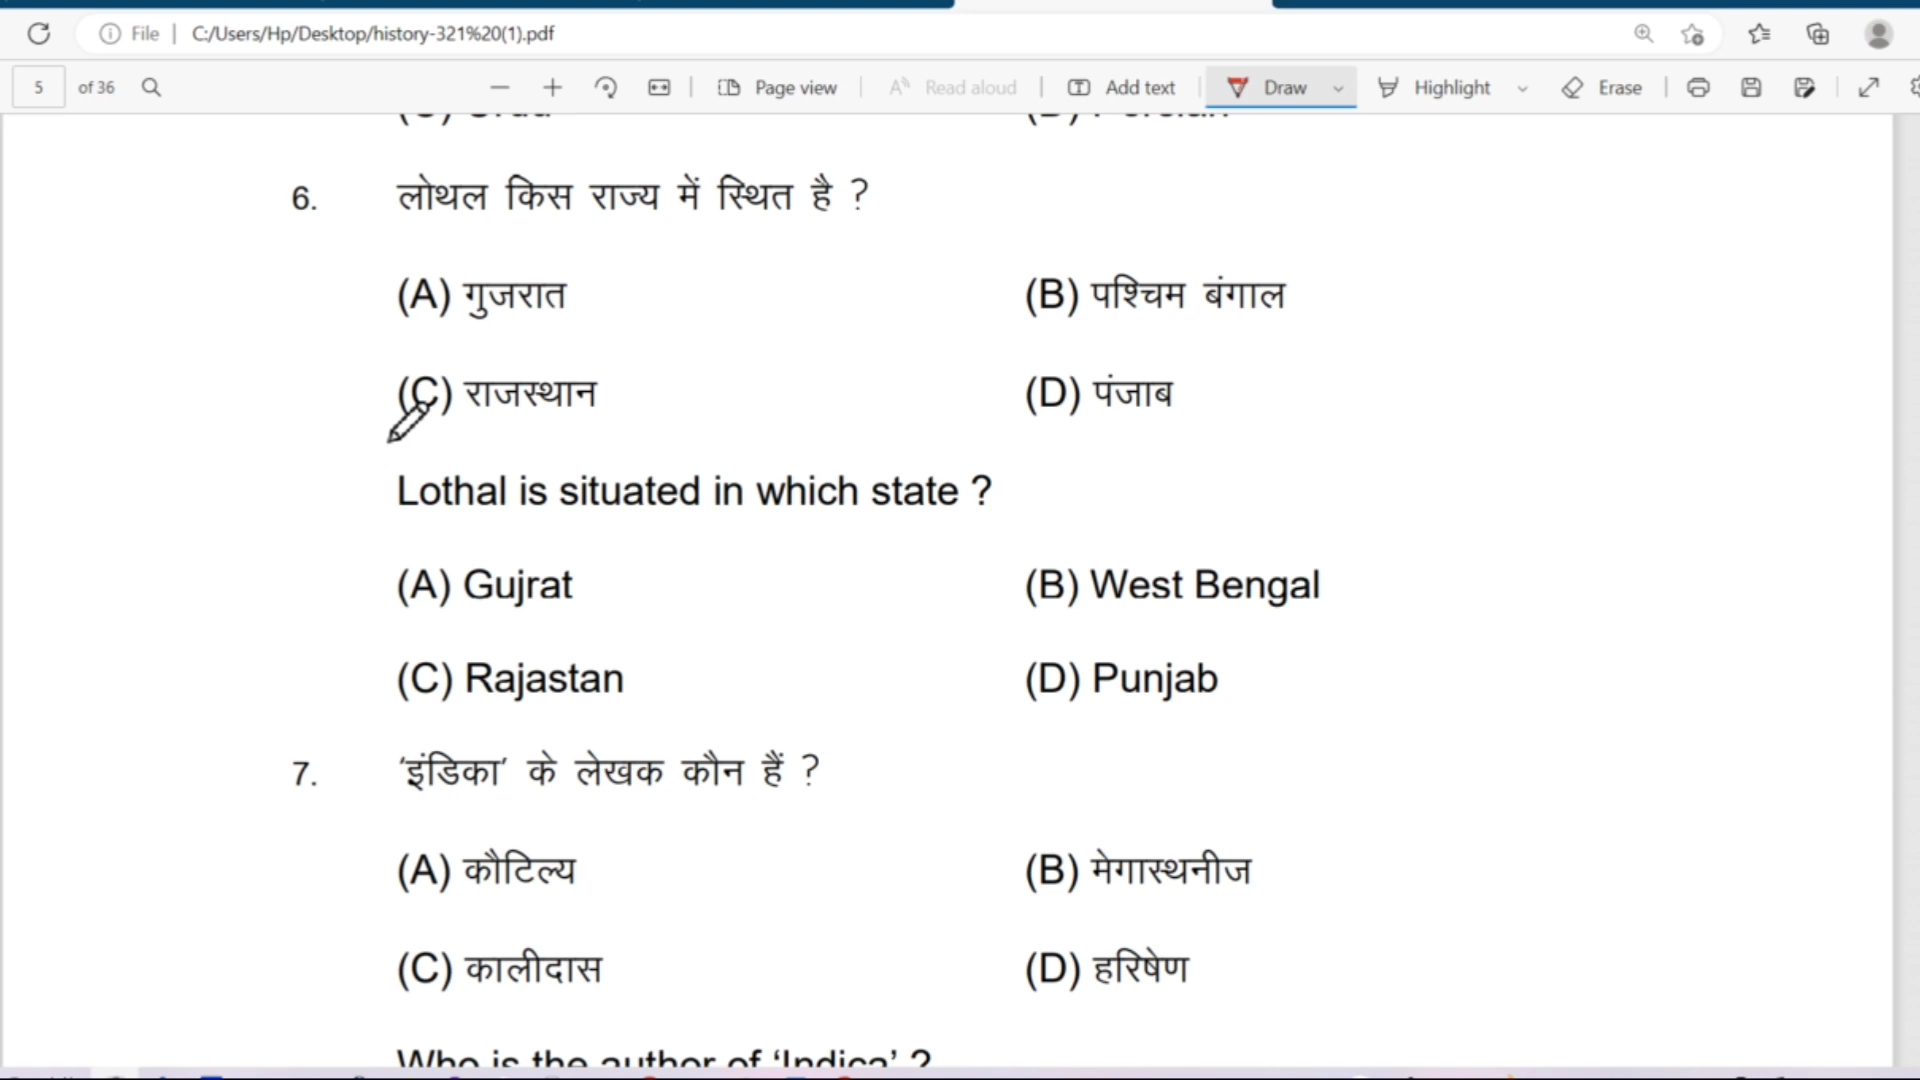 File | C:/Users/Hp/Desktop/history-321%20(1).pdf
5 of 36 Page view Read aloud Add text Draw Highlight Erase
6. लोथल किस राज्य में स्थित है ?
(A) गुजरात (B) पश्चिम बंगाल
(C) राजस्थान (D) पंजाब
Lothal is situated in which state ?
(A) Gujrat (B) West Bengal
(C) Rajastan (D) Punjab
7. ‘इंडिका’ के लेखक कौन हैं ?
(A) कौटिल्य (B) मेगास्थनीज
(C) कालीदास (D) हरिषेण
Who is the author of ‘Indica’ ?